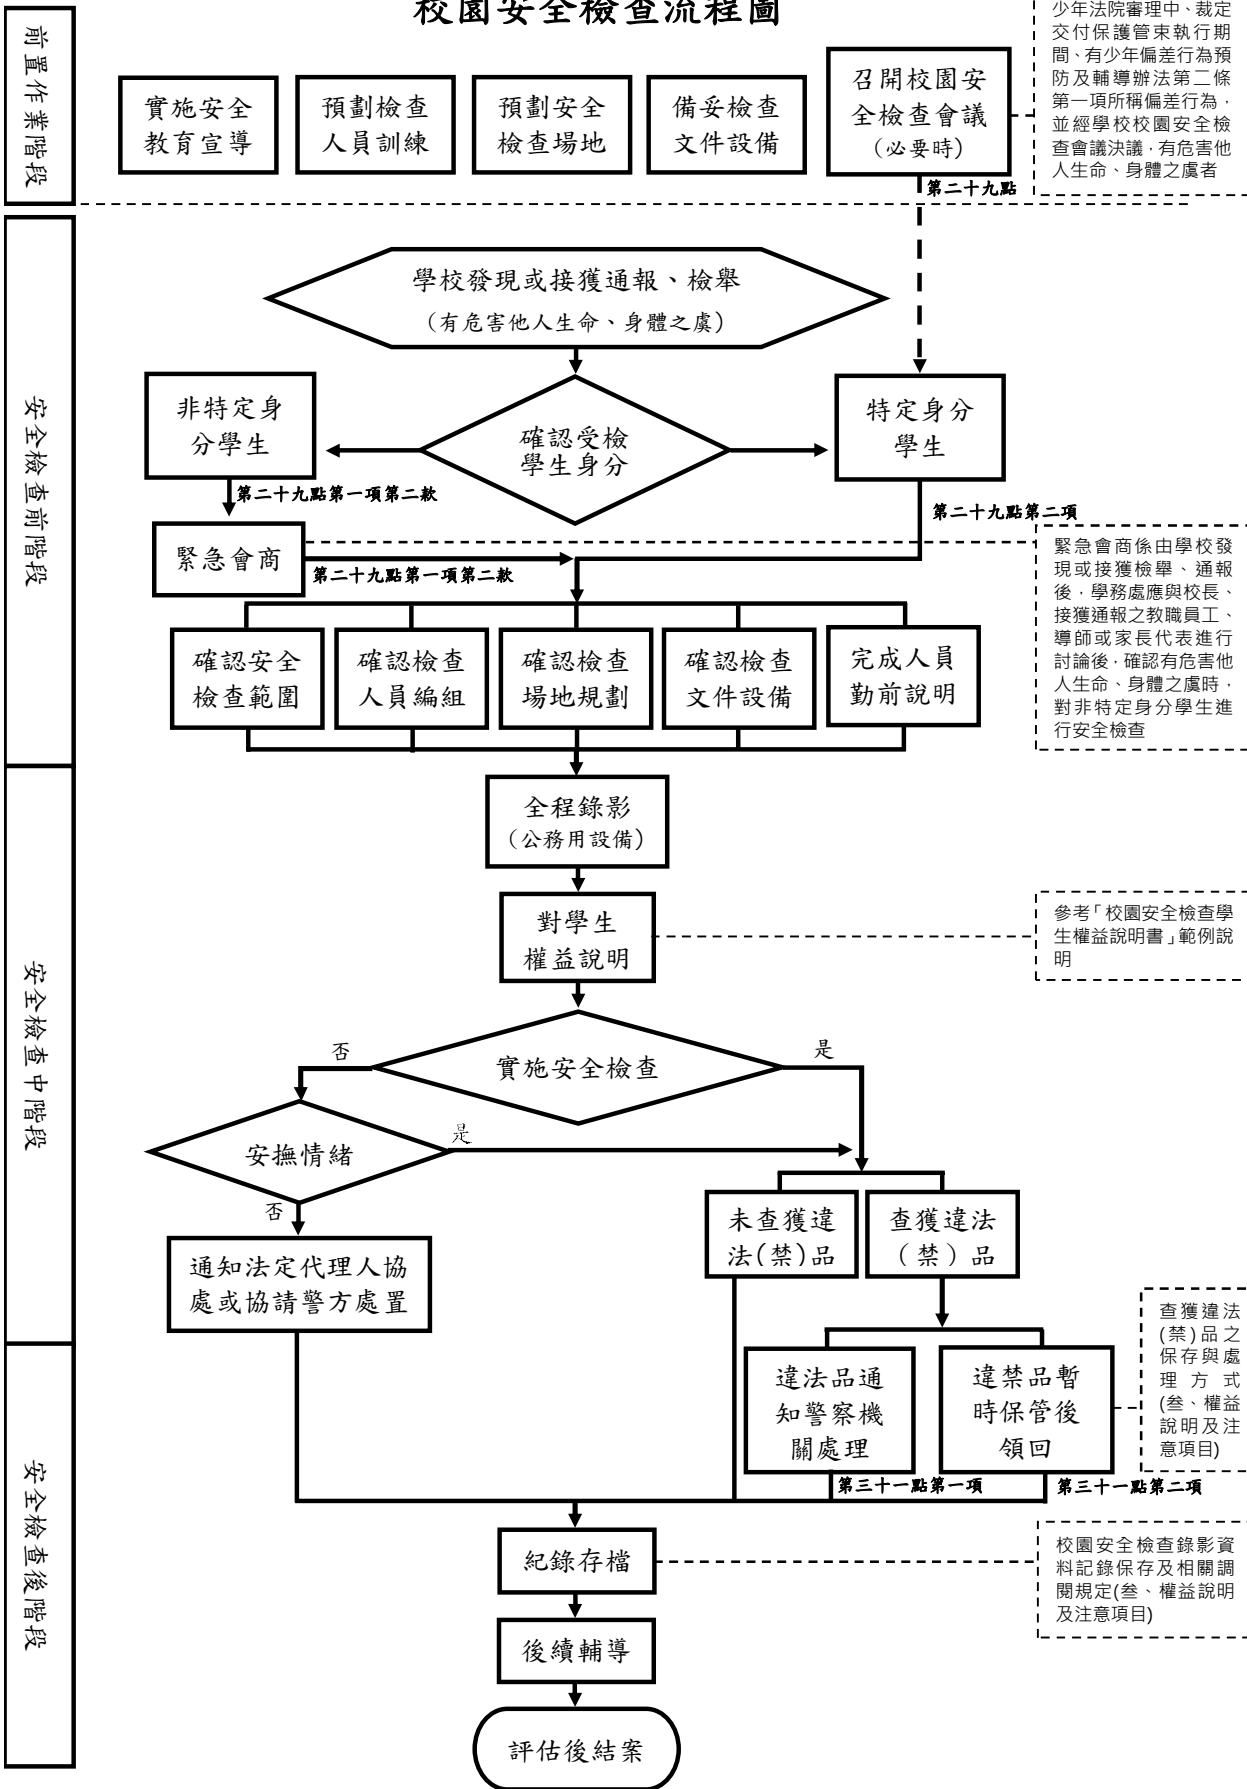 校園安全檢查流程圖
前置作業階段
實施安全
教育宣導
預劃檢查
人員訓練
預劃安全
檢查場地
備妥檢查
文件設備
召開校園安
全檢查會議
(必要時)
第二十九點
少年法院審理中、裁定
交付保護管束執行期
間、有少年偏差行為預
防及輔導辦法第二條
第一項所稱偏差行為，
並經學校校園安全檢
查會議決議，有危害他
人生命、身體之虞者
安全檢查前階段
學校發現或接獲通報、檢舉
(有危害他人生命、身體之虞)
非特定身
分學生
確認受檢
學生身分
特定身分
學生
第二十九點第一項第二款
第二十九點第二項
緊急會商
第二十九點第一項第二款
緊急會商係由學校發
現或接獲檢舉、通報
後，學務處應與校長、
接獲通報之教職員工、
導師或家長代表進行
討論後，確認有危害他
人生命、身體之虞時，
對非特定身分學生進
行安全檢查
確認安全
檢查範圍
確認檢查
人員編組
確認檢查
場地規劃
確認檢查
文件設備
完成人員
勤前說明
安全檢查中階段
全程錄影
(公務用設備)
對學生
權益說明
參考「校園安全檢查學
生權益說明書」範例說
明
否
實施安全檢查
是
安撫情緒
是
否
通知法定代理人協
處或協請警方處置
未查獲違
法(禁)品
查獲違法
(禁)品
安全檢查後階段
違法品通
知警察機
關處理
違禁品暫
時保管後
領回
查獲違法
(禁)品之
保存與處
理方式
(叁、權益
說明及注
意項目)
第三十一點第一項
第三十一點第二項
紀錄存檔
校園安全檢查錄影資
料記錄保存及相關調
閱規定(叁、權益說明
及注意項目)
後續輔導
評估後結案